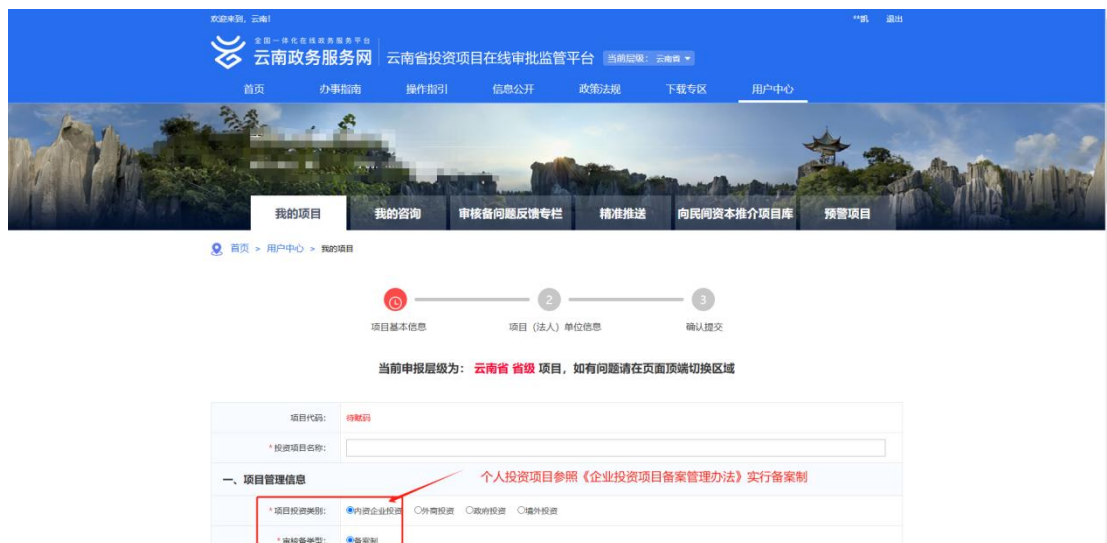 欢迎来到，云南!
**凯 退出
全国一体化在线政务服务平台
云南政务服务网 云南省投资项目在线审批监管平台 当前层级：云南省
首页 办事指南 操作指引 信息公开 政策法规 下载专区 用户中心
我的项目 我的咨询 审核备问题反馈专栏 精准推送 向民间资本推介项目库 预警项目
首页 > 用户中心 > 我的项目
2 3
项目基本信息 项目（法人）单位信息 确认提交
当前申报层级为： 云南省 省级 项目，如有问题请在页面顶端切换区域
项目代码： 待赋码
*投资项目名称：
一、项目管理信息 个人投资项目参照《企业投资项目备案管理办法》实行备案制
*项目投资类别： 内资企业投资 外商投资 政府投资 境外投资
*审核备类型： 备案制